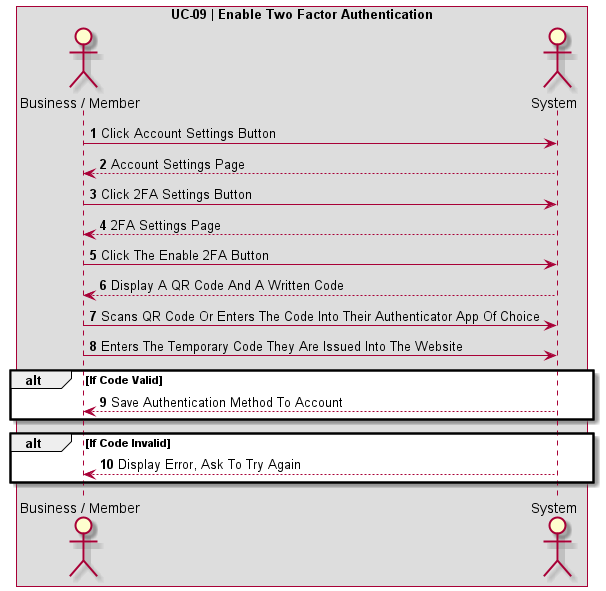 UC-09 | Enable Two Factor Authentication
Business / Member
System
1 Click Account Settings Button
2 Account Settings Page
3 Click 2FA Settings Button
4 2FA Settings Page
5 Click The Enable 2FA Button
6 Display A QR Code And A Written Code
7 Scans QR Code Or Enters The Code Into Their Authenticator App Of Choice
8 Enters The Temporary Code They Are Issued Into The Website
alt [If Code Valid]
9 Save Authentication Method To Account
alt [If Code Invalid]
10 Display Error, Ask To Try Again
Business / Member
System